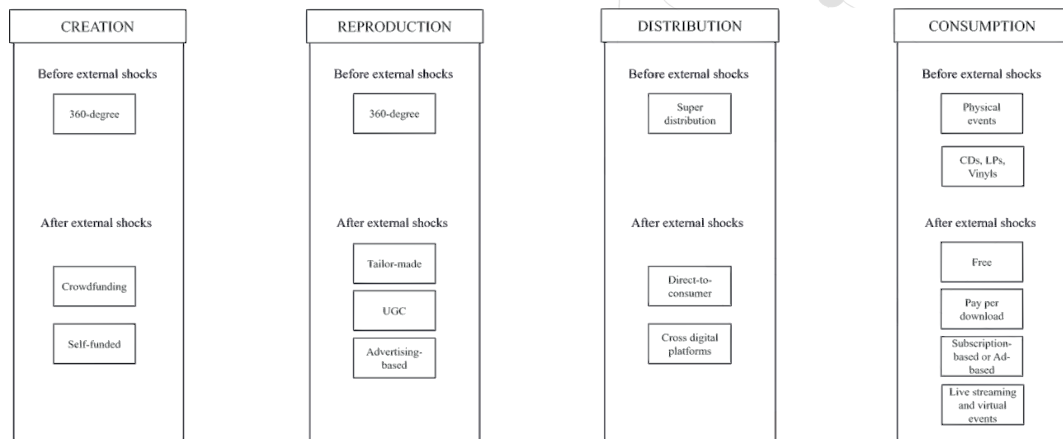 CREATION
Before external shocks
360-degree
After external shocks
Crowdfunding
Self-funded
REPRODUCTION
Before external shocks
360-degree
After external shocks
Tailor-made
UGC
Advertising-
based
DISTRIBUTION
Before external shocks
Super
distribution
After external shocks
Direct-to-
consumer
Cross digital
platforms
CONSUMPTION
Before external shocks
Physical
events
CDs, LPs,
Vinyls
After external shocks
Free
Pay per
download
Subscription-
based or Ad-
based
Live streaming
and virtual
events